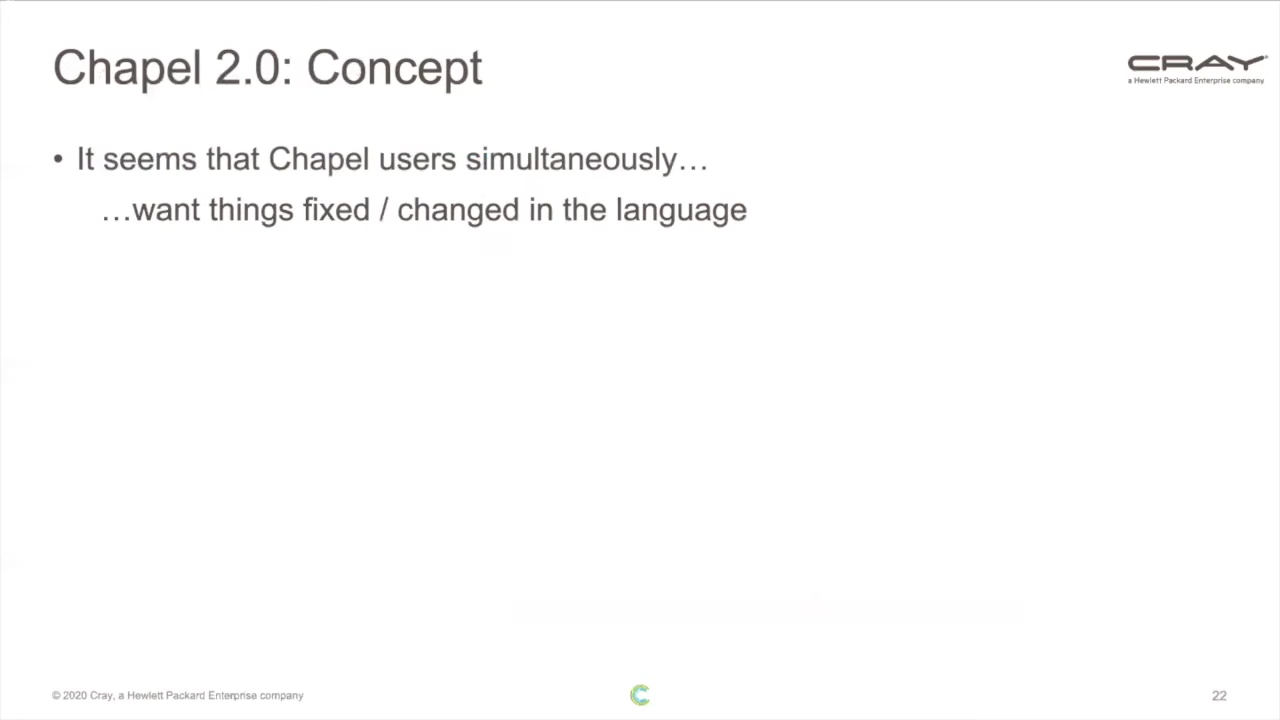 Chapel 2.0: Concept
CRAY®
a Hewlett Packard Enterprise company
• It seems that Chapel users simultaneously…
…want things fixed / changed in the language
© 2020 Cray, a Hewlett Packard Enterprise company
22